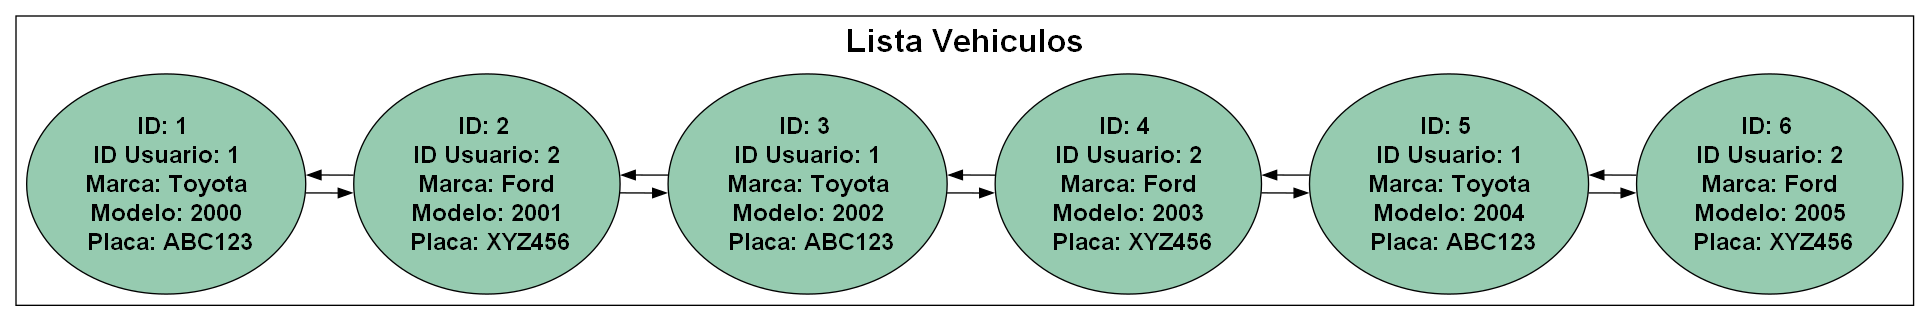 Lista Vehiculos
ID: 1
ID Usuario: 1
Marca: Toyota
Modelo: 2000
Placa: ABC123
ID: 2
ID Usuario: 2
Marca: Ford
Modelo: 2001
Placa: XYZ456
ID: 3
ID Usuario: 1
Marca: Toyota
Modelo: 2002
Placa: ABC123
ID: 4
ID Usuario: 2
Marca: Ford
Modelo: 2003
Placa: XYZ456
ID: 5
ID Usuario: 1
Marca: Toyota
Modelo: 2004
Placa: ABC123
ID: 6
ID Usuario: 2
Marca: Ford
Modelo: 2005
Placa: XYZ456